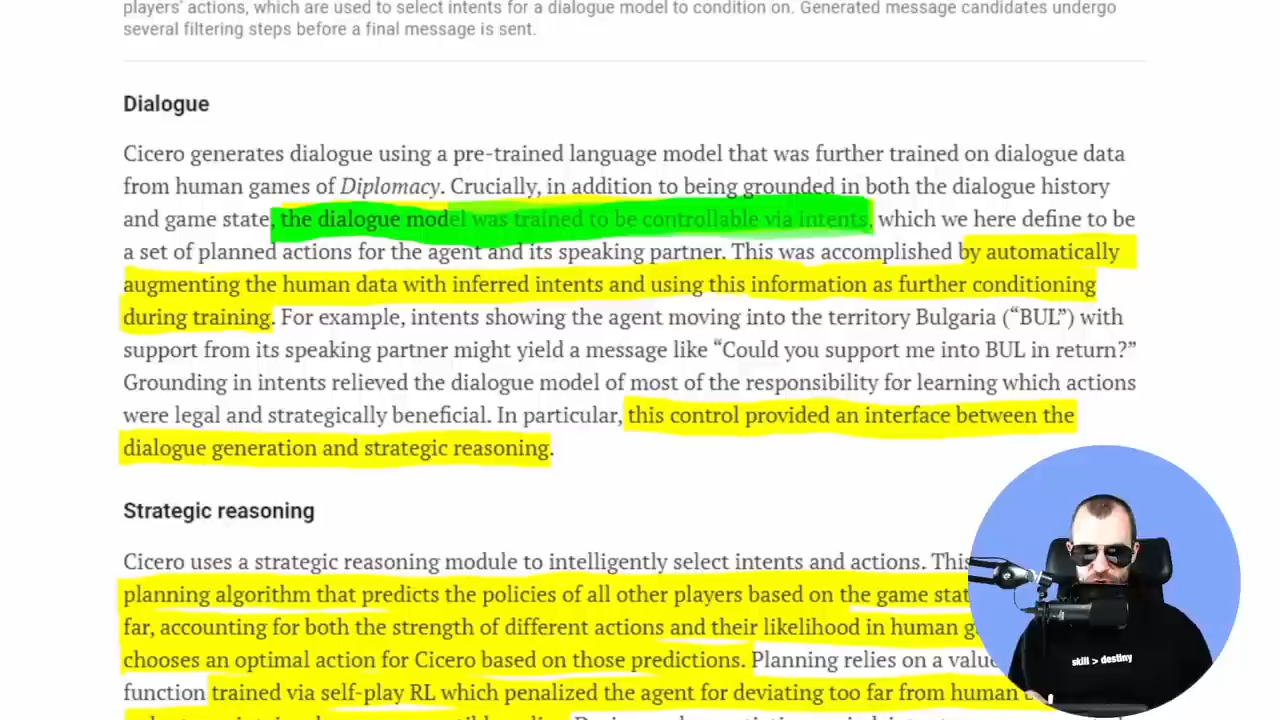 players' actions, which are used to select intents for a dialogue model to condition on. Generated message candidates undergo
several filtering steps before a final message is sent.
Dialogue
Cicero generates dialogue using a pre-trained language model that was further trained on dialogue data
from human games of Diplomacy. Crucially, in addition to being grounded in both the dialogue history
and game state, the dialogue model was trained to be controllable via intents, which we here define to be
a set of planned actions for the agent and its speaking partner. This was accomplished by automatically
augmenting the human data with inferred intents and using this information as further conditioning
during training. For example, intents showing the agent moving into the territory Bulgaria (“BUL”) with
support from its speaking partner might yield a message like “Could you support me into BUL in return?”
Grounding in intents relieved the dialogue model of most of the responsibility for learning which actions
were legal and strategically beneficial. In particular, this control provided an interface between the
dialogue generation and strategic reasoning.
Strategic reasoning
Cicero uses a strategic reasoning module to intelligently select intents and actions. This
planning algorithm that predicts the policies of all other players based on the game
far, accounting for both the strength of different actions and their likelihood in human
chooses an optimal action for Cicero based on those predictions. Planning relies on a
function trained via self-play RL which penalized the agent for deviating too far from human
skill > destiny